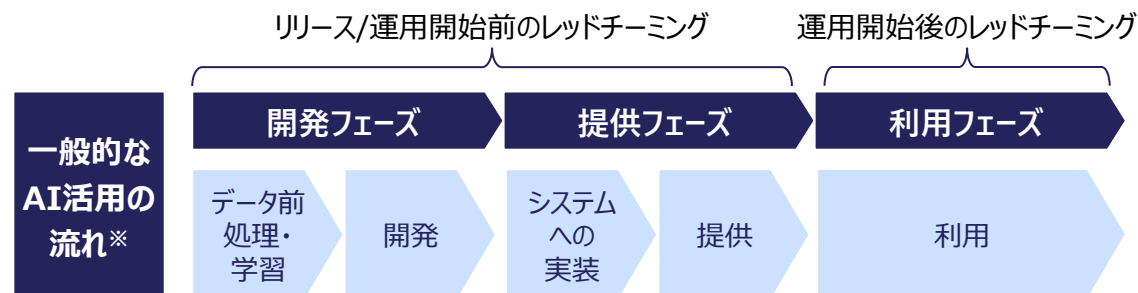 リリース/運用開始前のレッドチーミング
運用開始後のレッドチーミング
一般的な
AI活用の
流れ※
開発フェーズ
提供フェーズ
利用フェーズ
データ前
処理・
学習
開発
システム
への
実装
提供
利用